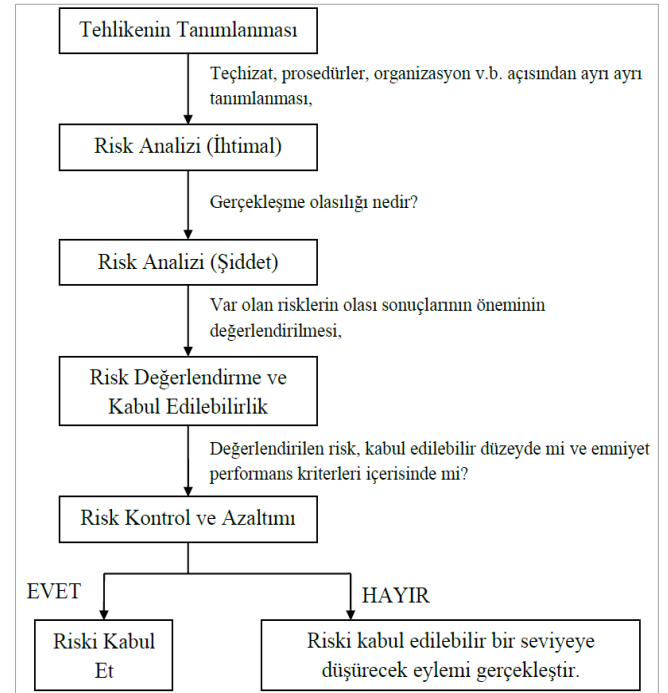 Tehlikenin Tanımlanması
Teçhizat, prosedürler, organizasyon v.b. açısından ayrı ayrı
tanımlanması,
Risk Analizi (İhtimal)
Gerçekleşme olasılığı nedir?
Risk Analizi (Şiddet)
Var olan risklerin olası sonuçlarının öneminin
değerlendirilmesi,
Risk Değerlendirme ve
Kabul Edilebilirlik
Değerlendirilen risk, kabul edilebilir düzeyde mi ve emniyet
performans kriterleri içerisinde mi?
Risk Kontrol ve Azaltımı
EVET
HAYIR
Riski Kabul
Et
Riski kabul edilebilir bir seviyeye
düşürecek eylemi gerçekleştir.